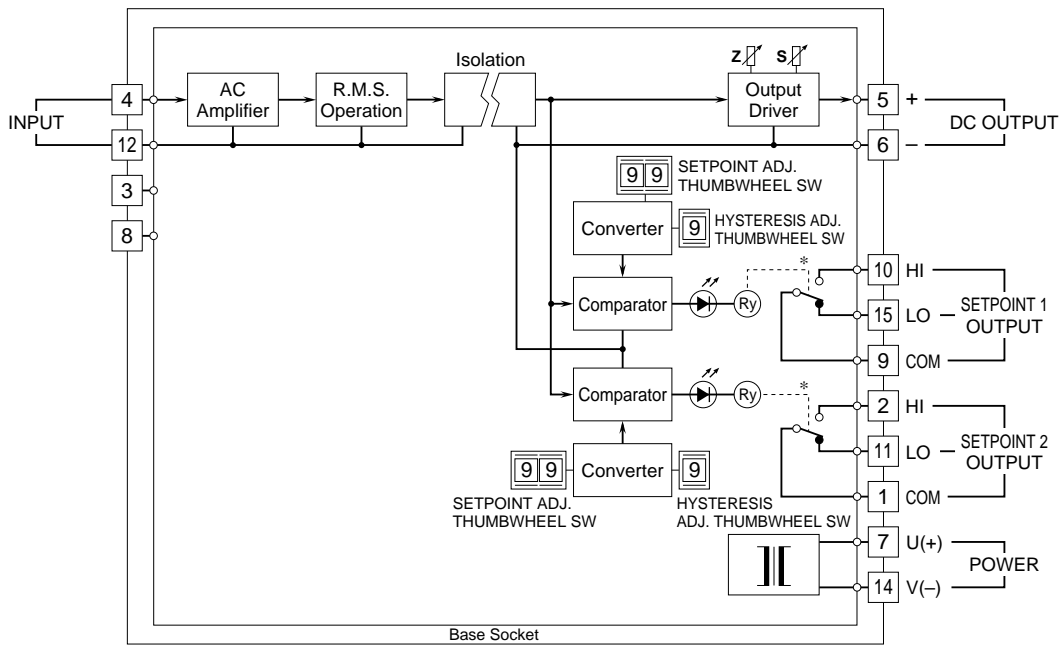 Isolation
Z
S
AC
Amplifier
R.M.S.
Operation
Output
Driver
4
12
3
8
INPUT
5 +
6 –
DC OUTPUT
9 9
SETPOINT ADJ.
THUMBWHEEL SW
Converter
9
HYSTERESIS ADJ.
THUMBWHEEL SW
Comparator
Ry
*
10 HI
15 LO
9 COM
SETPOINT 1
OUTPUT
Comparator
Ry
*
2 HI
11 LO
1 COM
SETPOINT 2
OUTPUT
9 9
Converter
9
SETPOINT ADJ.
THUMBWHEEL SW
HYSTERESIS
ADJ. THUMBWHEEL SW
7 U(+)
14 V(–)
POWER
Base Socket